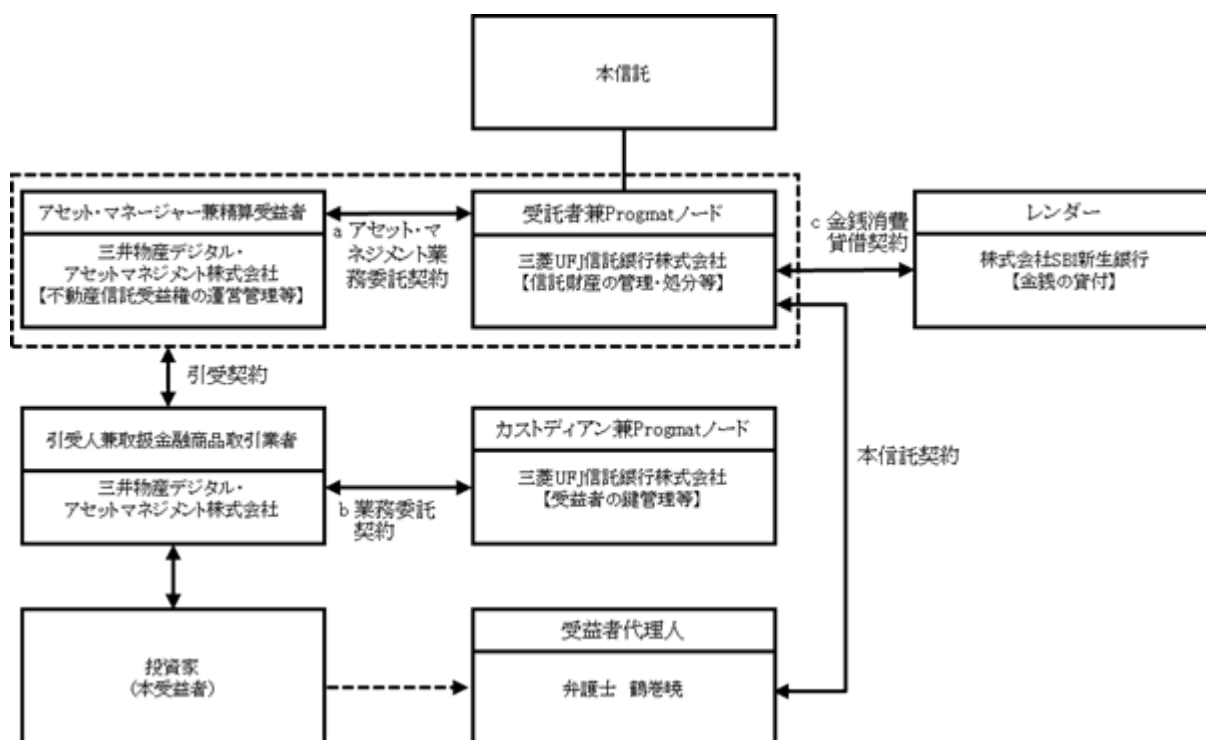 本信託
アセット・マネージャー兼精算受益者
三井物産デジタル・
アセットマネジメント株式会社
【不動産信託受益権の運営管理等】
a アセット・マ
ネジメント業
務委託契約
受託者兼Progmatノード
三菱UFJ信託銀行株式会社
【信託財産の管理・処分等】
c 金銭消費
貸借契約
レンダー
株式会社SBI新生銀行
【金銭の貸付】
引受契約
引受人兼取扱金融商品取引業者
三井物産デジタル・
アセットマネジメント株式会社
b 業務委託
契約
カストディアン兼Progmatノード
三菱UFJ信託銀行株式会社
【受益者の鍵管理等】
本信託契約
投資家
(本受益者)
受益者代理人
弁護士 鶴巻暁